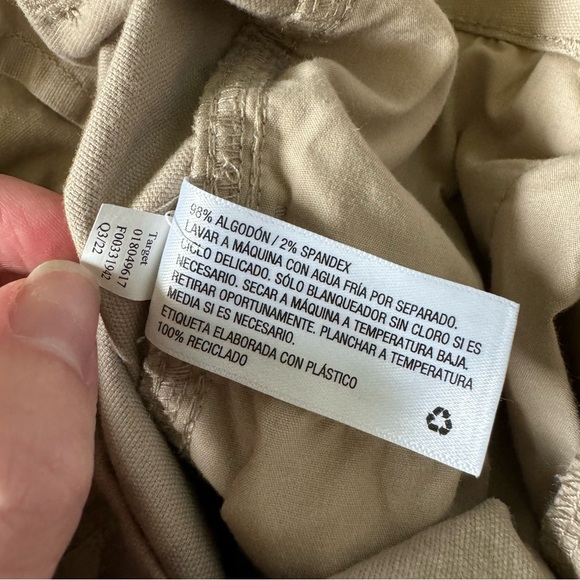 98% ALGODÓN / 2% SPANDEX
LAVAR A MÁQUINA CON AGUA FRÍA POR SEPARADO.
CICLO DELICADO. SÓLO BLANQUEADOR SIN CLORO SI ES
NECESARIO. SECAR A MÁQUINA A TEMPERATURA BAJA.
RETIRAR OPORTUNAMENTE. PLANCHAR A TEMPERATURA
MEDIA SI ES NECESARIO.
ETIQUETA ELABORADA CON PLÁSTICO
100% RECICLADO
Target
018049617
F00331942
Q3/22